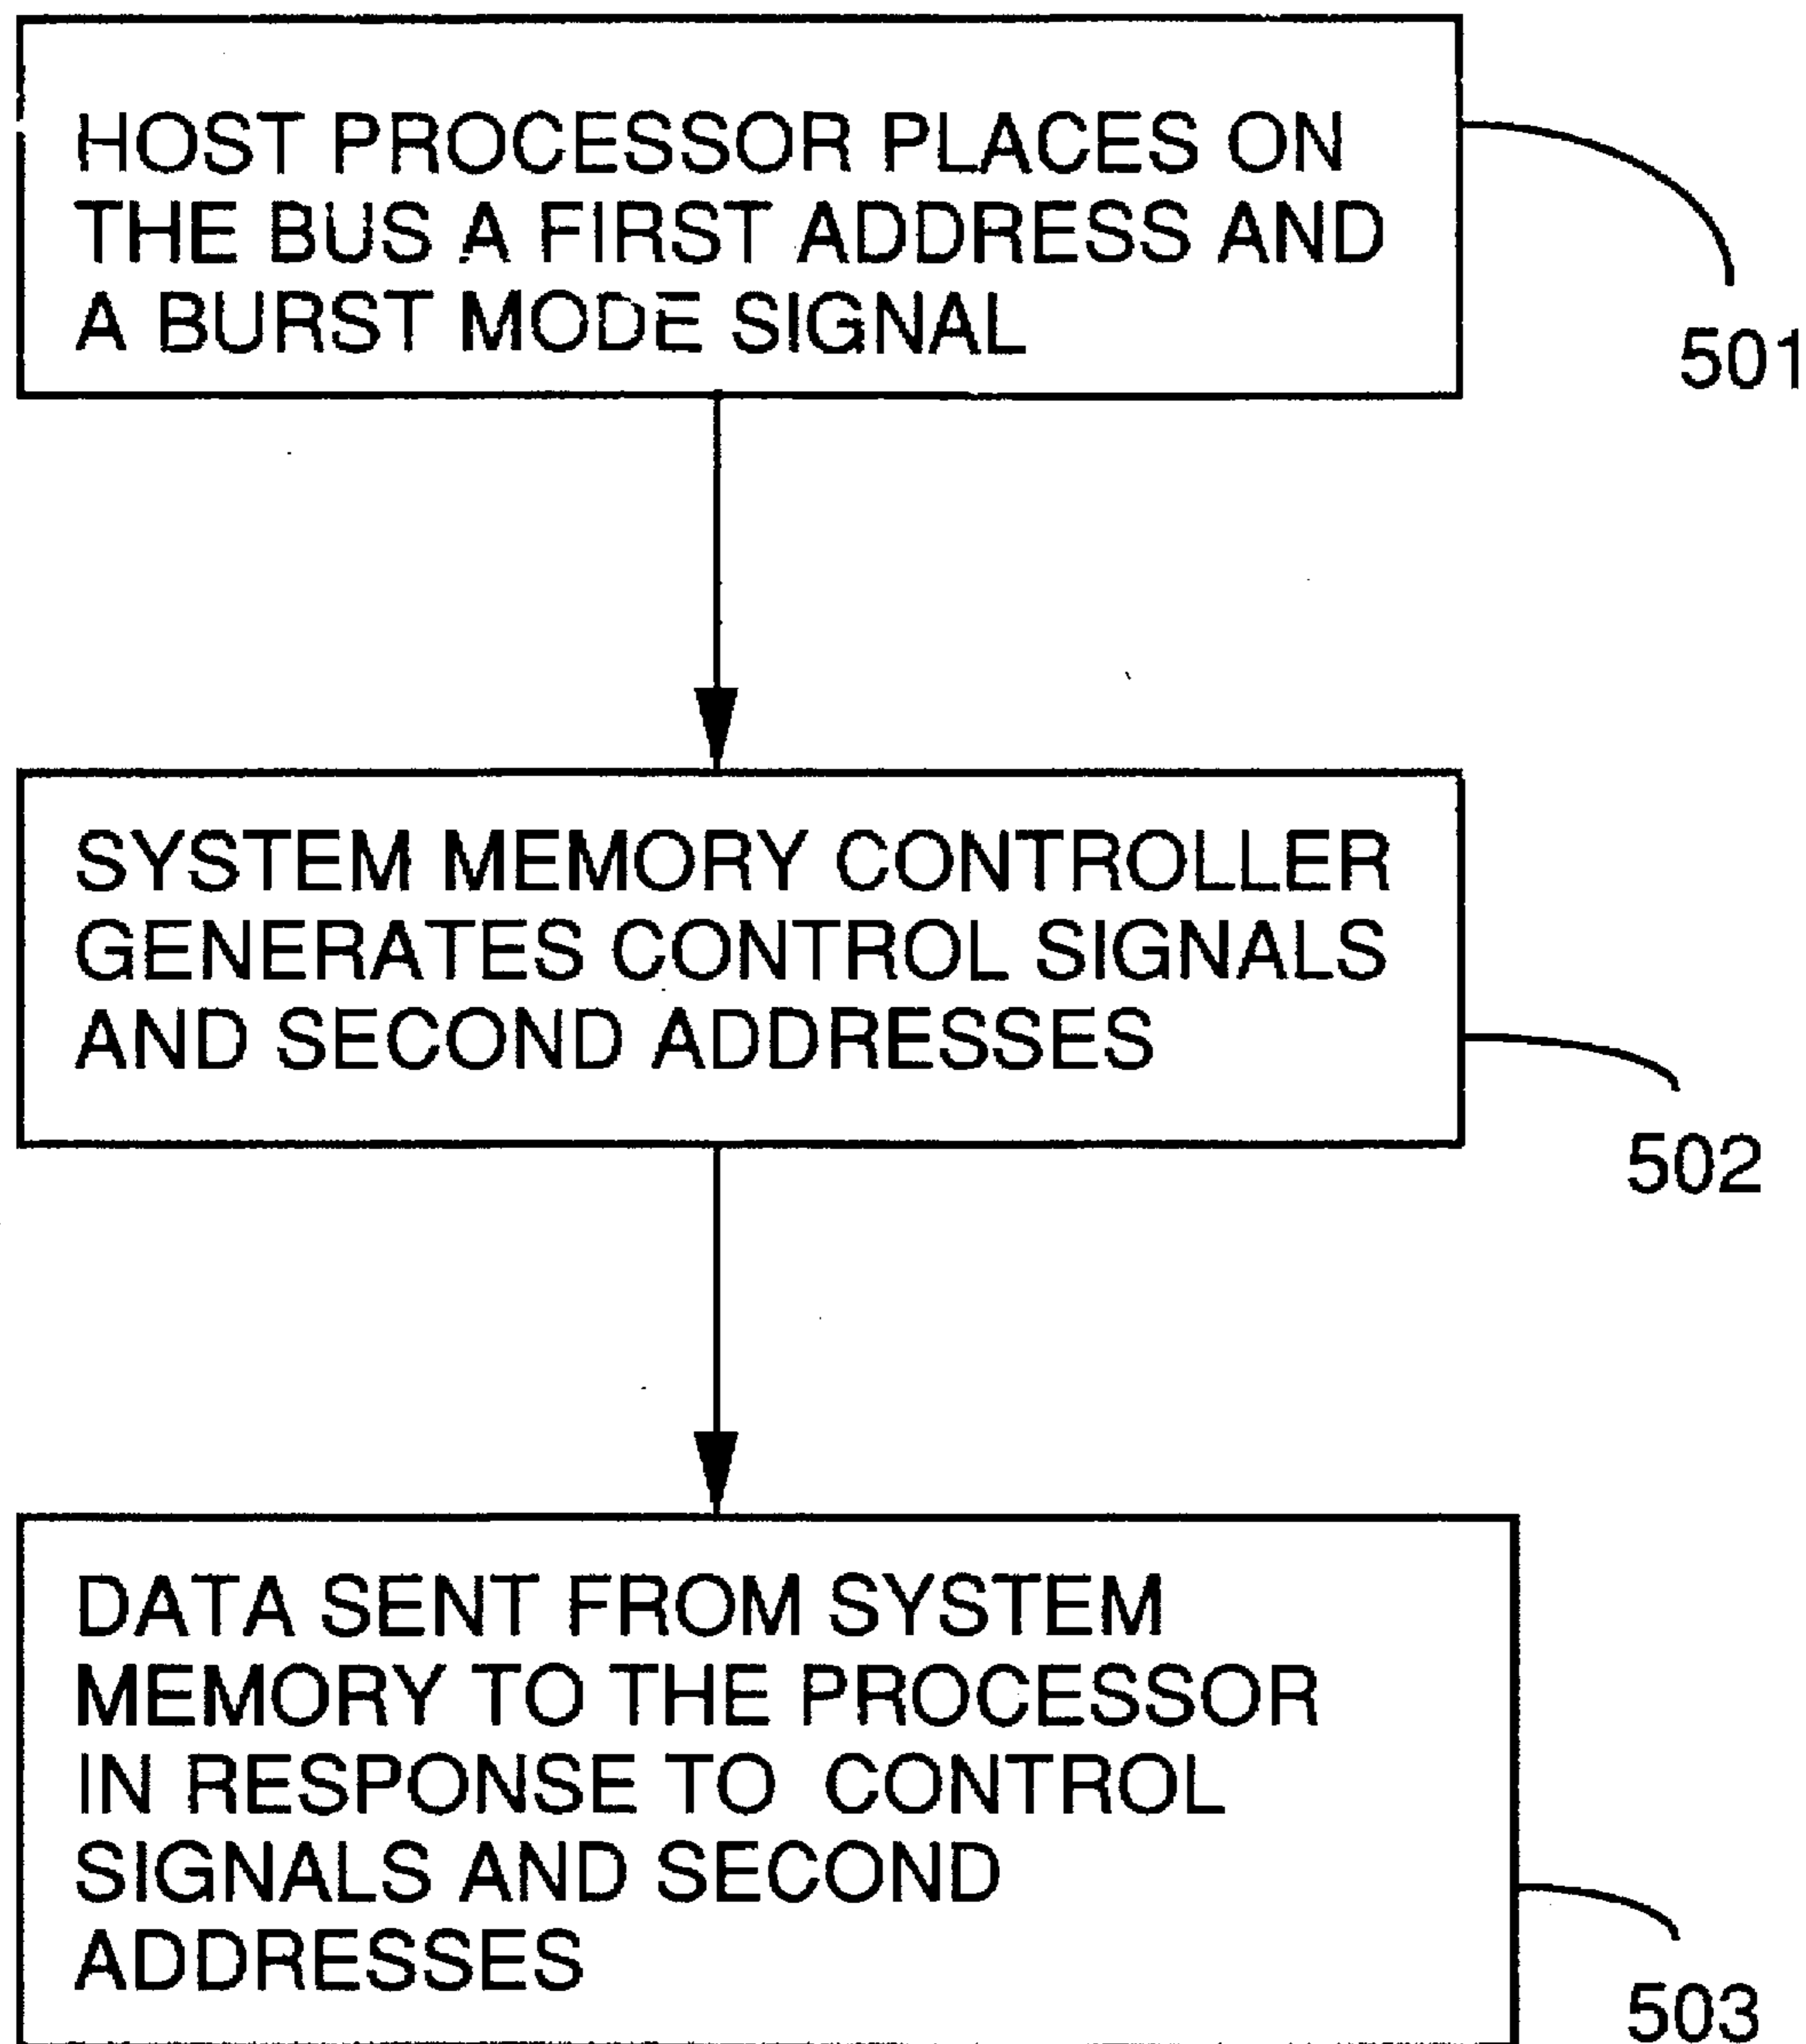 HOST PROCESSOR PLACES ON
THE BUS A FIRST ADDRESS AND
A BURST MODE SIGNAL
501
SYSTEM MEMORY CONTROLLER
GENERATES CONTROL SIGNALS
AND SECOND ADDRESSES
502
DATA SENT FROM SYSTEM
MEMORY TO THE PROCESSOR
IN RESPONSE TO CONTROL
SIGNALS AND SECOND
ADDRESSES
503